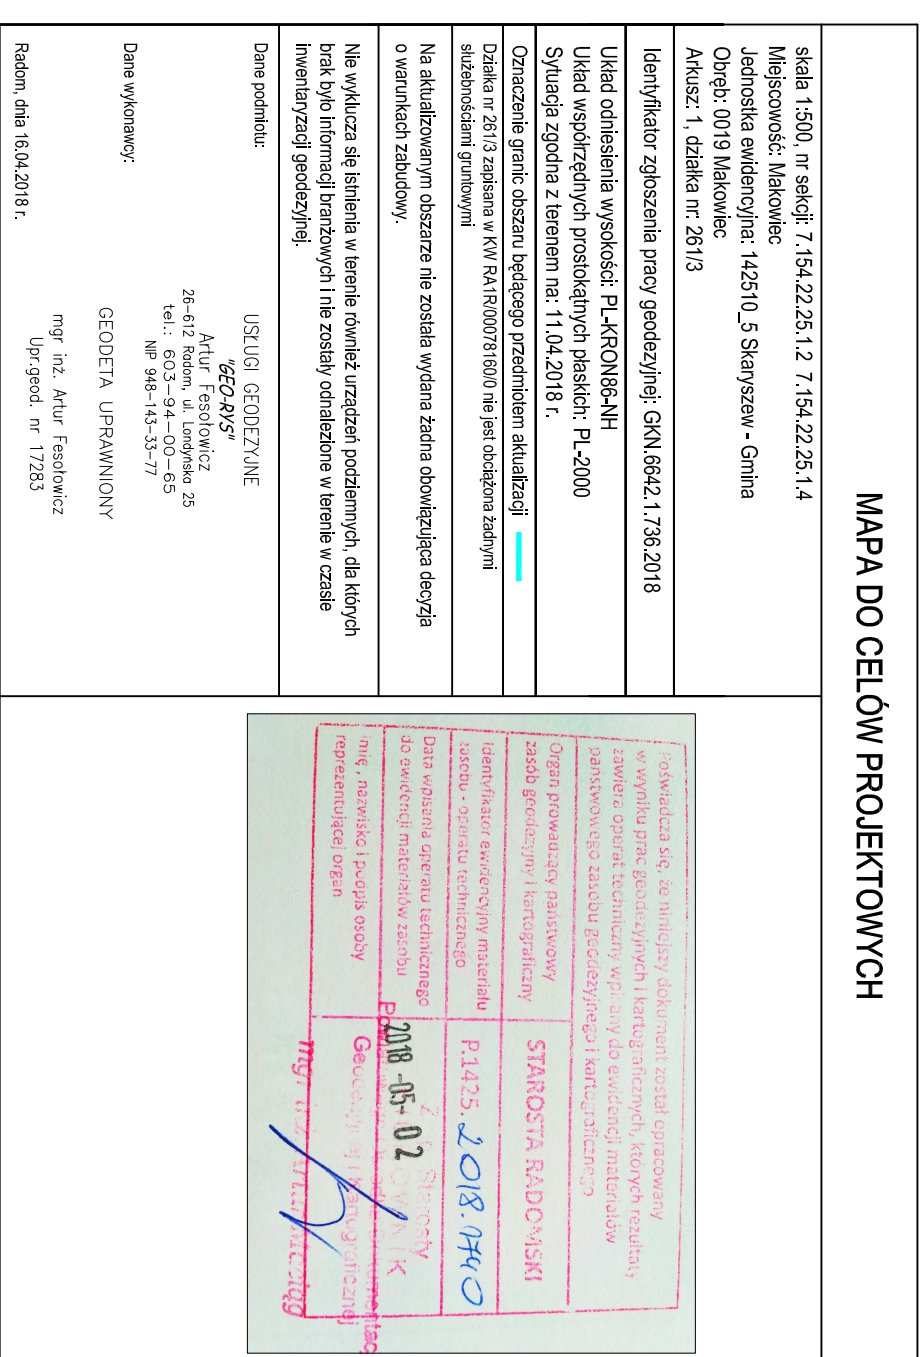 MAPA DO CELÓW PROJEKTOWYCH
skala 1:500, nr sekcji: 7.154.22.25.1.2 7.154.22.25.1.4
Miejscowość: Makowiec
Jednostka ewidencyjna: 142510_5 Skaryszew - Gmina
Obręb: 0019 Makowiec
Arkusz: 1, działka nr: 261/3
Identyfikator zgłoszenia pracy geodezyjnej: GKN.6642.1.736.2018
Układ odniesienia wysokości: PL-KRON86-NH
Układ współrzędnych prostokątnych płaskich: PL-2000
Sytuacja zgodna z terenem na: 11.04.2018 r.
Oznaczenie granic obszaru będącego przedmiotem aktualizacji
Działka nr 261/3 zapisana w KW RA1R/00078160/0 nie jest obciążona żadnymi
służebnościami gruntowymi
Na aktualizowanym obszarze nie została wydana żadna obowiązująca decyzja
o warunkach zabudowy.
Nie wyklucza się istnienia w terenie również urządzeń podziemnych, dla których
brak było informacji branżowych i nie zostały odnalezione w terenie w czasie
inwentaryzacji geodezyjnej.
Dane podmiotu:
USŁUGI GEODEZYJNE
"GEO-RYS"
Artur Fesołowicz
26-612 Radom, ul. Londyńska 25
tel.: 603-94-00-65
NIP 948-143-33-77
Dane wykonawcy:
GEODETA UPRAWNIONY
mgr inż. Artur Fesołowicz
Upr.geod. nr 17283
Radom, dnia 16.04.2018 r.
Poświadcza się, że niniejszy dokument został opracowany
w wyniku prac geodezyjnych i kartograficznych, których rezultaty
zawiera operat techniczny wpisany do ewidencji materiałów
państwowego zasobu geodezyjnego i kartograficznego
Organ prowadzący państwowy
zasób geodezyjny i kartograficzny
STAROSTA RADOMSKI
Identyfikator ewidencyjny materiału
zasobu - operatu technicznego
P.1425.2018.1740
Data wpisania operatu technicznego
do ewidencji materiałów zasobu
2018 -05- 02
Imię, nazwisko i podpis osoby
reprezentującej organ
Z Starosty
Geodezyjnej i Kartograficznej
mgr inż.